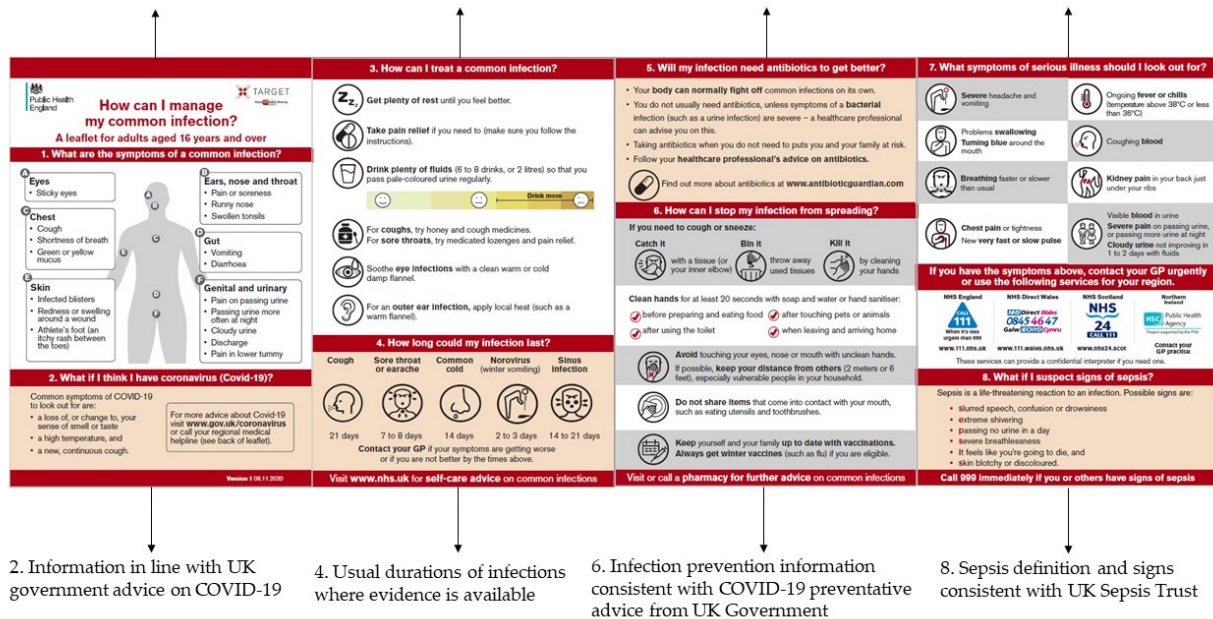 Public Health
England
TARGET
How can I manage
my common infection?
A leaflet for adults aged 16 years and over
1. What are the symptoms of a common infection?
A
Eyes
• Sticky eyes
C
Chest
• Cough
• Shortness of breath
• Green or yellow
mucus
E
Skin
• Infected blisters
• Redness or swelling
around a wound
• Athlete's foot (an
itchy rash between
the toes)
A
B
C
E
D
F
B
Ears, nose and throat
• Pain or soreness
• Runny nose
• Swollen tonsils
D
Gut
• Vomiting
• Diarrhoea
F
Genital and urinary
• Pain on passing urine
• Passing urine more
often at night
• Cloudy urine
• Discharge
• Pain in lower tummy
2. What if I think I have coronavirus (Covid-19)?
Common symptoms of COVID-19
to look out for are:
• a loss of, or change to, your
sense of smell or taste
• a high temperature, and
• a new, continuous cough.
For more advice about Covid-19
visit www.gov.uk/coronavirus
or call your regional medical
helpline (see back of leaflet).
Version 1 06.11.2020
3. How can I treat a common infection?
Get plenty of rest until you feel better.
Take pain relief if you need to (make sure you follow the
instructions).
Drink plenty of fluids (6 to 8 drinks, or 2 litres) so that you
pass pale-coloured urine regularly.
Drink more
For coughs, try honey and cough medicines.
For sore throats, try medicated lozenges and pain relief.
Soothe eye infections with a clean warm or cold
damp flannel.
For an outer ear infection, apply local heat (such as a
warm flannel).
4. How long could my infection last?
Cough
21 days
Sore throat
or earache
7 to 8 days
Common
cold
14 days
Norovirus
(winter vomiting)
2 to 3 days
Sinus
infection
14 to 21 days
Contact your GP if your symptoms are getting worse
or if you are not better by the times above.
Visit www.nhs.uk for self-care advice on common infections
5. Will my infection need antibiotics to get better?
• Your body can normally fight off common infections on its own.
• You do not usually need antibiotics, unless symptoms of a bacterial
infection (such as a urine infection) are severe – a healthcare professional
can advise you on this.
• Taking antibiotics when you do not need to puts you and your family at risk.
• Follow your healthcare professional's advice on antibiotics.
Find out more about antibiotics at www.antibioticguardian.com
6. How can I stop my infection from spreading?
If you need to cough or sneeze:
Catch it
with a tissue (or
your inner elbow)
Bin it
throw away
used tissues
Kill it
by cleaning
your hands
Clean hands for at least 20 seconds with soap and water or hand sanitiser:
before preparing and eating food
after touching pets or animals
after using the toilet
when leaving and arriving home
Avoid touching your eyes, nose or mouth with unclean hands.
If possible, keep your distance from others (2 meters or 6
feet), especially vulnerable people in your household.
Do not share items that come into contact with your mouth,
such as eating utensils and toothbrushes.
Keep yourself and your family up to date with vaccinations.
Always get winter vaccines (such as flu) if you are eligible.
Visit or call a pharmacy for further advice on common infections
7. What symptoms of serious illness should I look out for?
Severe headache and
vomiting
Ongoing fever or chills
(temperature above 38°C or less
than 36°C)
Problems swallowing
Turning blue around the
mouth
Coughing blood
Breathing faster or slower
than usual
Kidney pain in your back just
under your ribs
Chest pain or tightness
New very fast or slow pulse
Visible blood in urine
Severe pain on passing urine,
or passing more urine at night
Cloudy urine not improving in
1 to 2 days with fluids
If you have the symptoms above, contact your GP urgently
or use the following services for your region.
NHS England
CALL
111
When it's less
urgent than 999
www.111.nhs.uk
NHS Direct Wales
NHS Direct Wales
0845 46 47
Galw IECHYD Cymru
www.111.wales.nhs.uk
NHS Scotland
NHS
24
CALL 111
www.nhs24.scot
Northern
Ireland
HSC Public Health
Agency
Project supported by the PHA
Contact your
GP practice
These services can provide a confidential interpreter if you need one.
8. What if I suspect signs of sepsis?
Sepsis is a life-threatening reaction to an infection. Possible signs are:
• slurred speech, confusion or drowsiness
• extreme shivering
• passing no urine in a day
• severe breathlessness
• It feels like you're going to die, and
• skin blotchy or discoloured.
Call 999 immediately if you or others have signs of sepsis
2. Information in line with UK
government advice on COVID-19
4. Usual durations of infections
where evidence is available
6. Infection prevention information
consistent with COVID-19 preventative
advice from UK Government
8. Sepsis definition and signs
consistent with UK Sepsis Trust